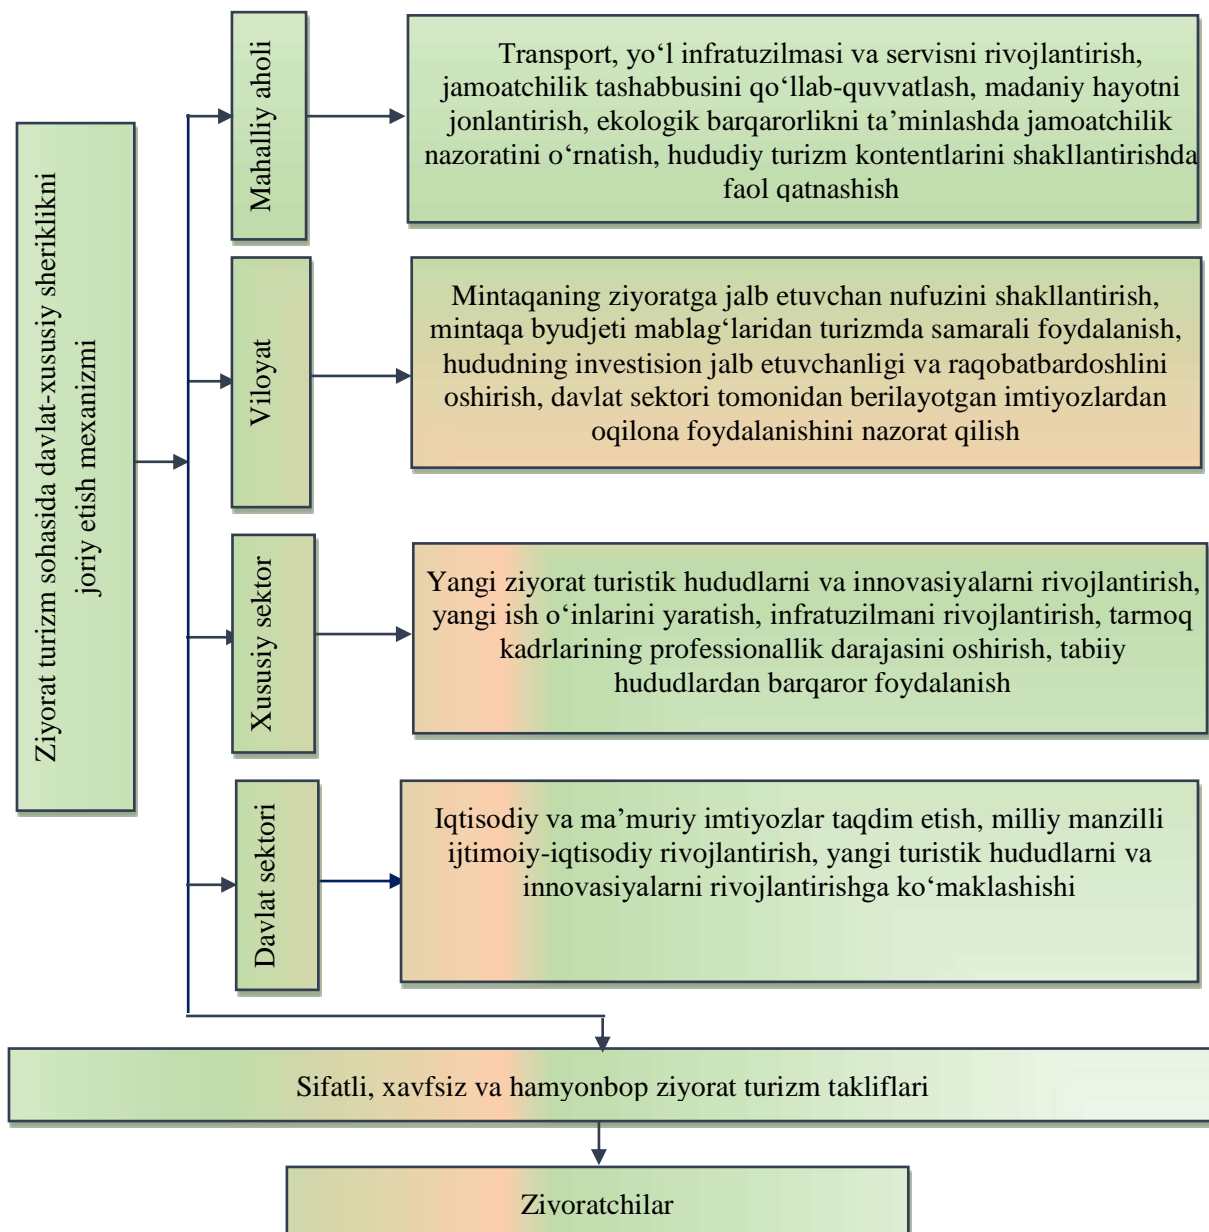 Ziyorat turizm sohasida davlat-xususiy sheriklikni
joriy etish mexanizmi
Mahalliy aholi
Transport, yo‘l infratuzilmasi va servisni rivojlantirish,
jamoatchilik tashabbusini qo‘llab-quvvatlash, madaniy hayotni
jonlantirish, ekologik barqarorlikni ta’minlashda jamoatchilik
nazoratini o‘rnatish, hududiy turizm kontentlarini shakllantirishda
faol qatnashish
Viloyat
Mintaqaning ziyoratga jalb etuvchan nufuzini shakllantirish,
mintaqa byudjeti mablag‘laridan turizmda samarali foydalanish,
hududning investision jalb etuvchanligi va raqobatbardoshlini
oshirish, davlat sektori tomonidan berilayotgan imtiyozlardan
oqilona foydalanishini nazorat qilish
Xususiy sektor
Yangi ziyorat turistik hududlarni va innovasiyalarni rivojlantirish,
yangi ish o‘inlarini yaratish, infratuzilmani rivojlantirish, tarmoq
kadrlarining professionallik darajasini oshirish, tabiiy
hududlardan barqaror foydalanish
Davlat sektori
Iqtisodiy va ma’muriy imtiyozlar taqdim etish, milliy manzilli
ijtimoiy-iqtisodiy rivojlantirish, yangi turistik hududlarni va
innovasiyalarni rivojlantirishga ko‘maklashishi
Sifatli, xavfsiz va hamyonbop ziyorat turizm takliflari
Ziyoratchilar